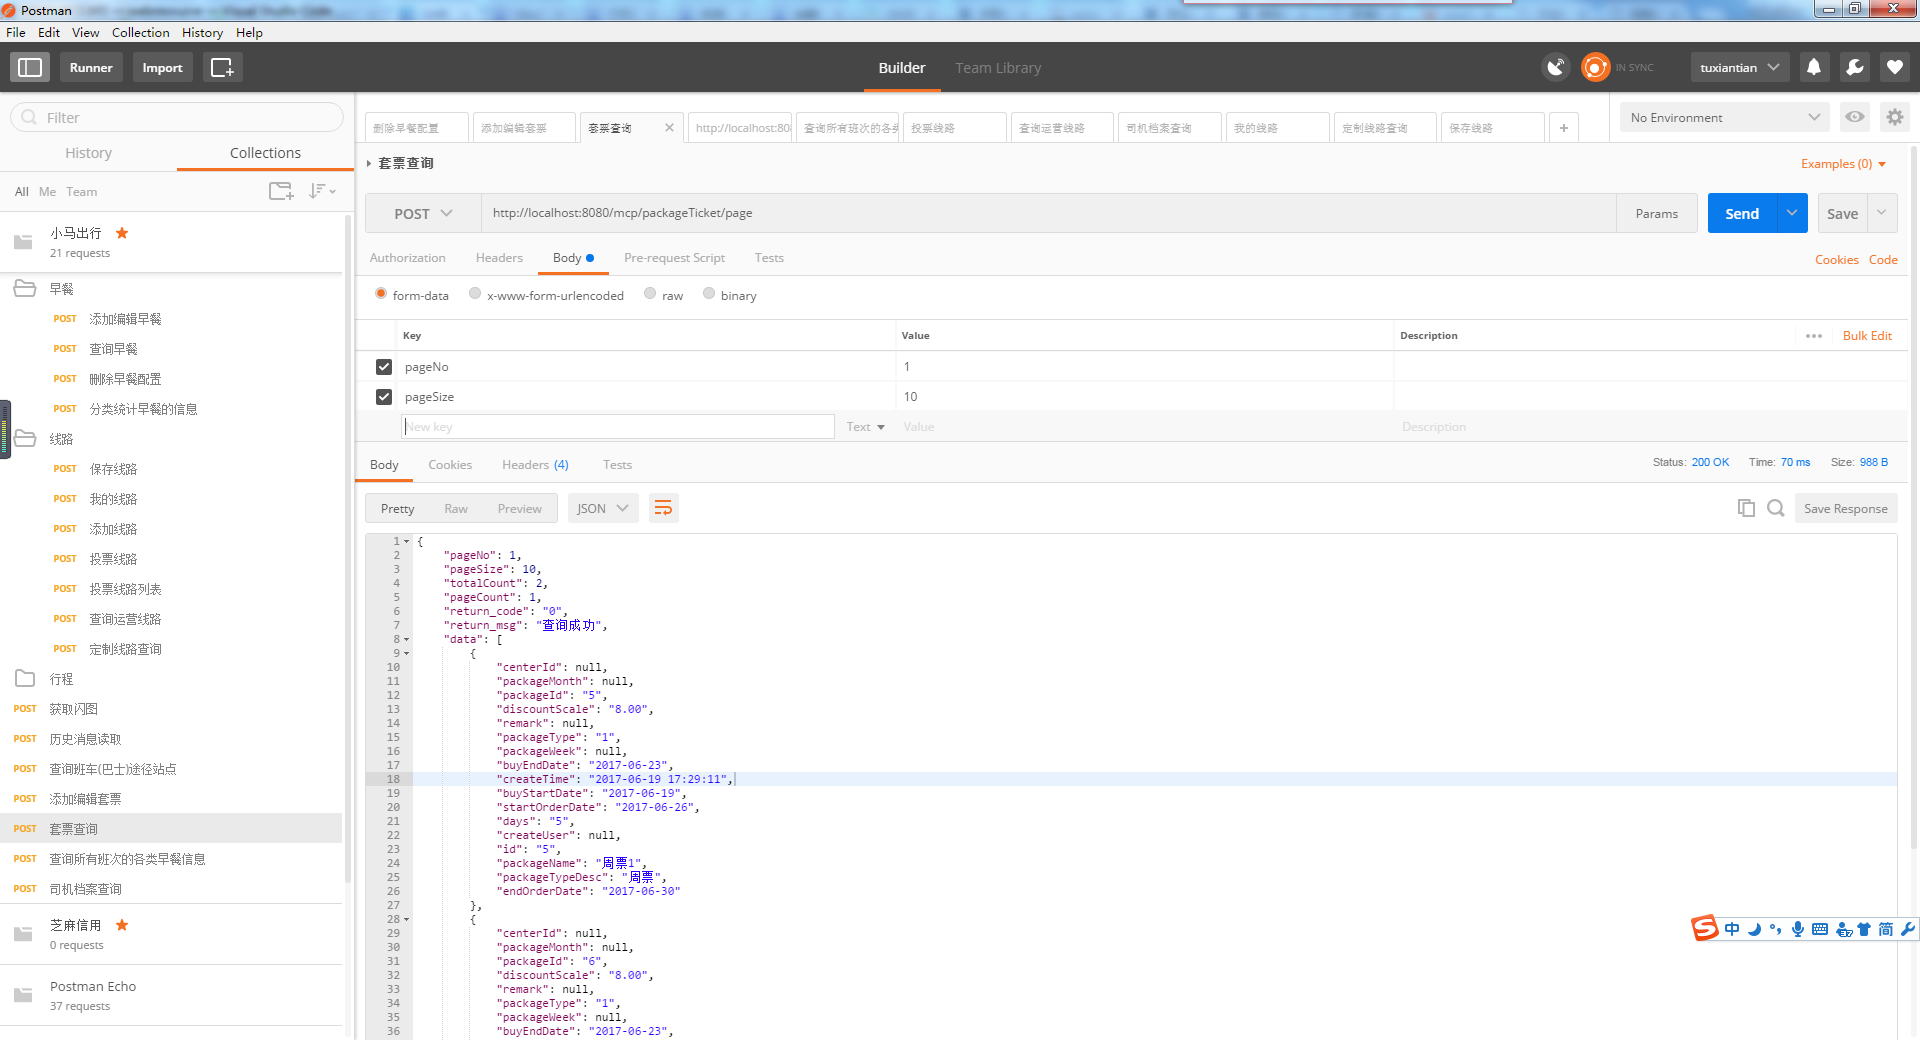 Postman
File Edit View Collection History Help
Runner Import Builder Team Library IN SYNC tuxiantian
Filter
History Collections
All Me Team
小马出行
21 requests
早餐
POST 添加编辑早餐
POST 查询早餐
POST 删除早餐配置
POST 分类统计早餐的信息
线路
POST 保存线路
POST 我的线路
POST 添加线路
POST 投票线路
POST 投票线路列表
POST 查询运营线路
POST 定制线路查询
行程
POST 获取闪图
POST 历史消息读取
POST 查询班车(巴士)途径站点
POST 添加编辑套票
POST 套票查询
POST 查询所有班次的各类早餐信息
POST 司机档案查询
芝麻信用
0 requests
Postman Echo
37 requests
删除早餐配置 添加编辑套票 套票查询 http://localhost:80 查询所有班次的各 投票线路 查询运营线路 司机档案查询 我的线路 定制线路查询 保存线路 +
No Environment
套票查询
Examples (0)
POST http://localhost:8080/mcp/packageTicket/page Params Send Save
Authorization Headers Body Pre-request Script Tests Cookies Code
form-data x-www-form-urlencoded raw binary
Key Value Description ••• Bulk Edit
pageNo 1
pageSize 10
New key Text Value Description
Body Cookies Headers (4) Tests Status: 200 OK Time: 70 ms Size: 988 B
Pretty Raw Preview JSON Save Response
1 {
2 "pageNo": 1,
3 "pageSize": 10,
4 "totalCount": 2,
5 "pageCount": 1,
6 "return_code": "0",
7 "return_msg": "查询成功",
8 "data": [
9 {
10 "centerId": null,
11 "packageMonth": null,
12 "packageId": "5",
13 "discountScale": "8.00",
14 "remark": null,
15 "packageType": "1",
16 "packageWeek": null,
17 "buyEndDate": "2017-06-23",
18 "createTime": "2017-06-19 17:29:11",
19 "buyStartDate": "2017-06-19",
20 "startOrderDate": "2017-06-26",
21 "days": "5",
22 "createUser": null,
23 "id": "5",
24 "packageName": "周票1",
25 "packageTypeDesc": "周票",
26 "endOrderDate": "2017-06-30"
27 },
28 {
29 "centerId": null,
30 "packageMonth": null,
31 "packageId": "6",
32 "discountScale": "8.00",
33 "remark": null,
34 "packageType": "1",
35 "packageWeek": null,
36 "buyEndDate": "2017-06-23",
S 中 简